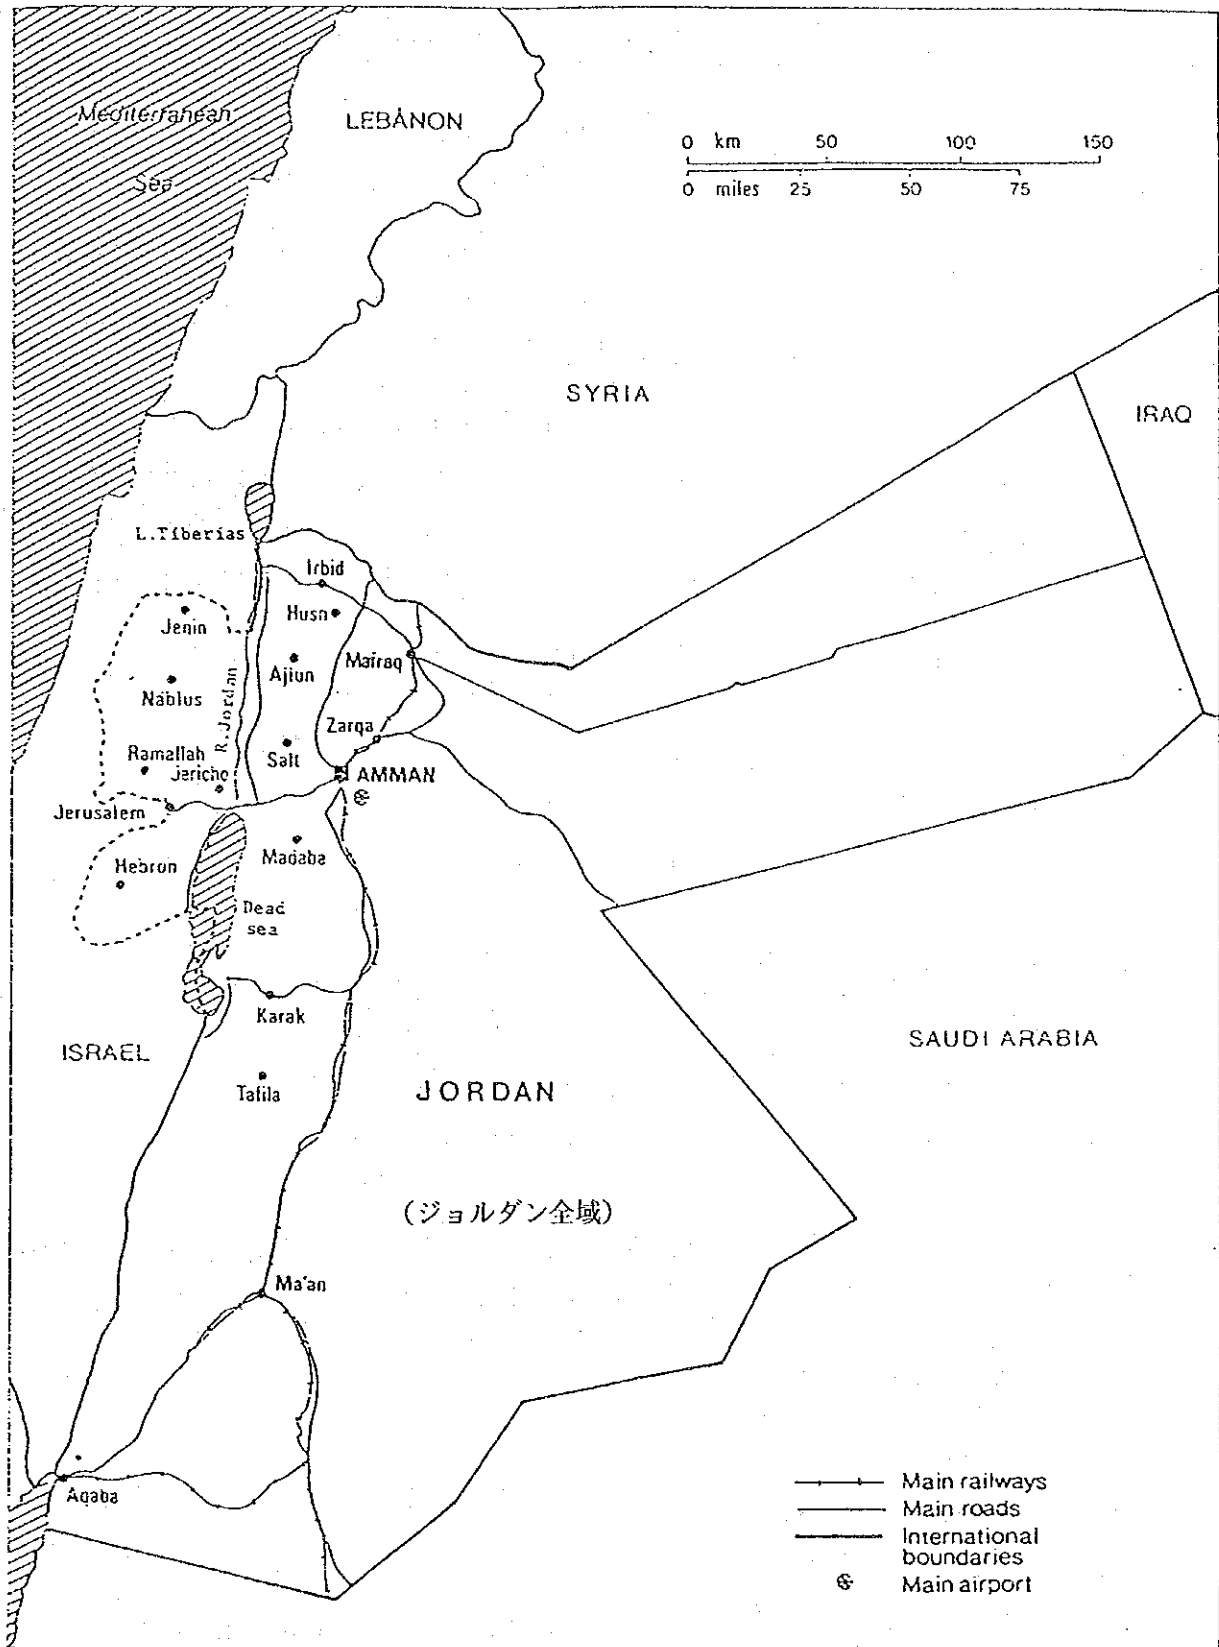 Mediterranean
Sea
LEBANON
0 km 50 100 150
0 miles 25 50 75
SYRIA
IRAQ
L.Tiberias
Irbid
Husn
Jenin
Mafraq
Ajlun
Nablus
R. Jordan
Zarqa
Ramallah
Jericho
Salt
AMMAN
Jerusalem
Hebron
Madaba
Dead
sea
Karak
ISRAEL
SAUDI ARABIA
Tafila
JORDAN
(ジョルダン全域)
Ma'an
Aqaba
Main railways
Main roads
International
boundaries
Main airport